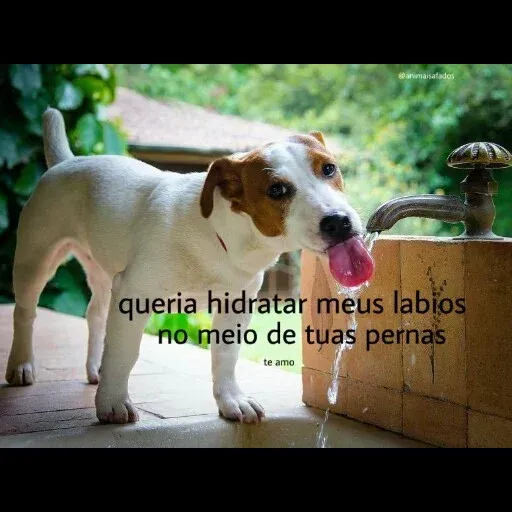 @animaisafados
queria hidratar meus labios
no meio de tuas pernas
te amo